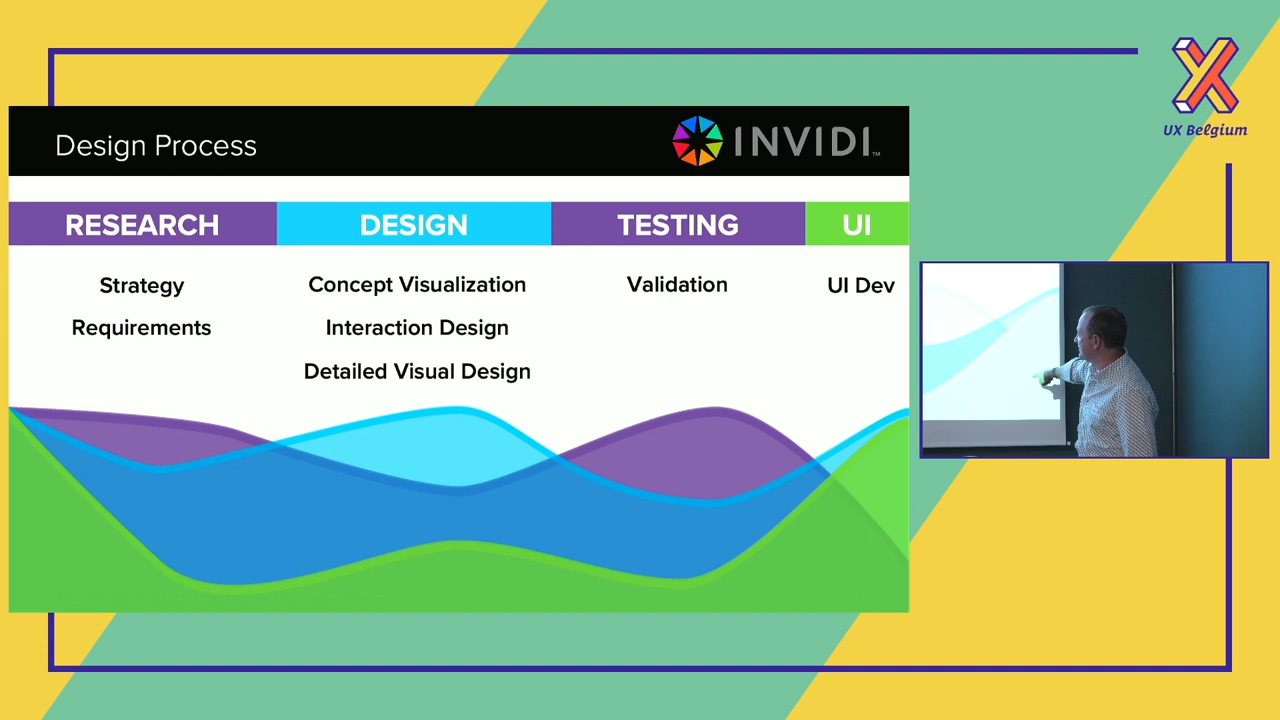 UX Belgium
Design Process
INVIDI™
RESEARCH
DESIGN
TESTING
UI
Strategy
Concept Visualization
Validation
UI Dev
Requirements
Interaction Design
Detailed Visual Design